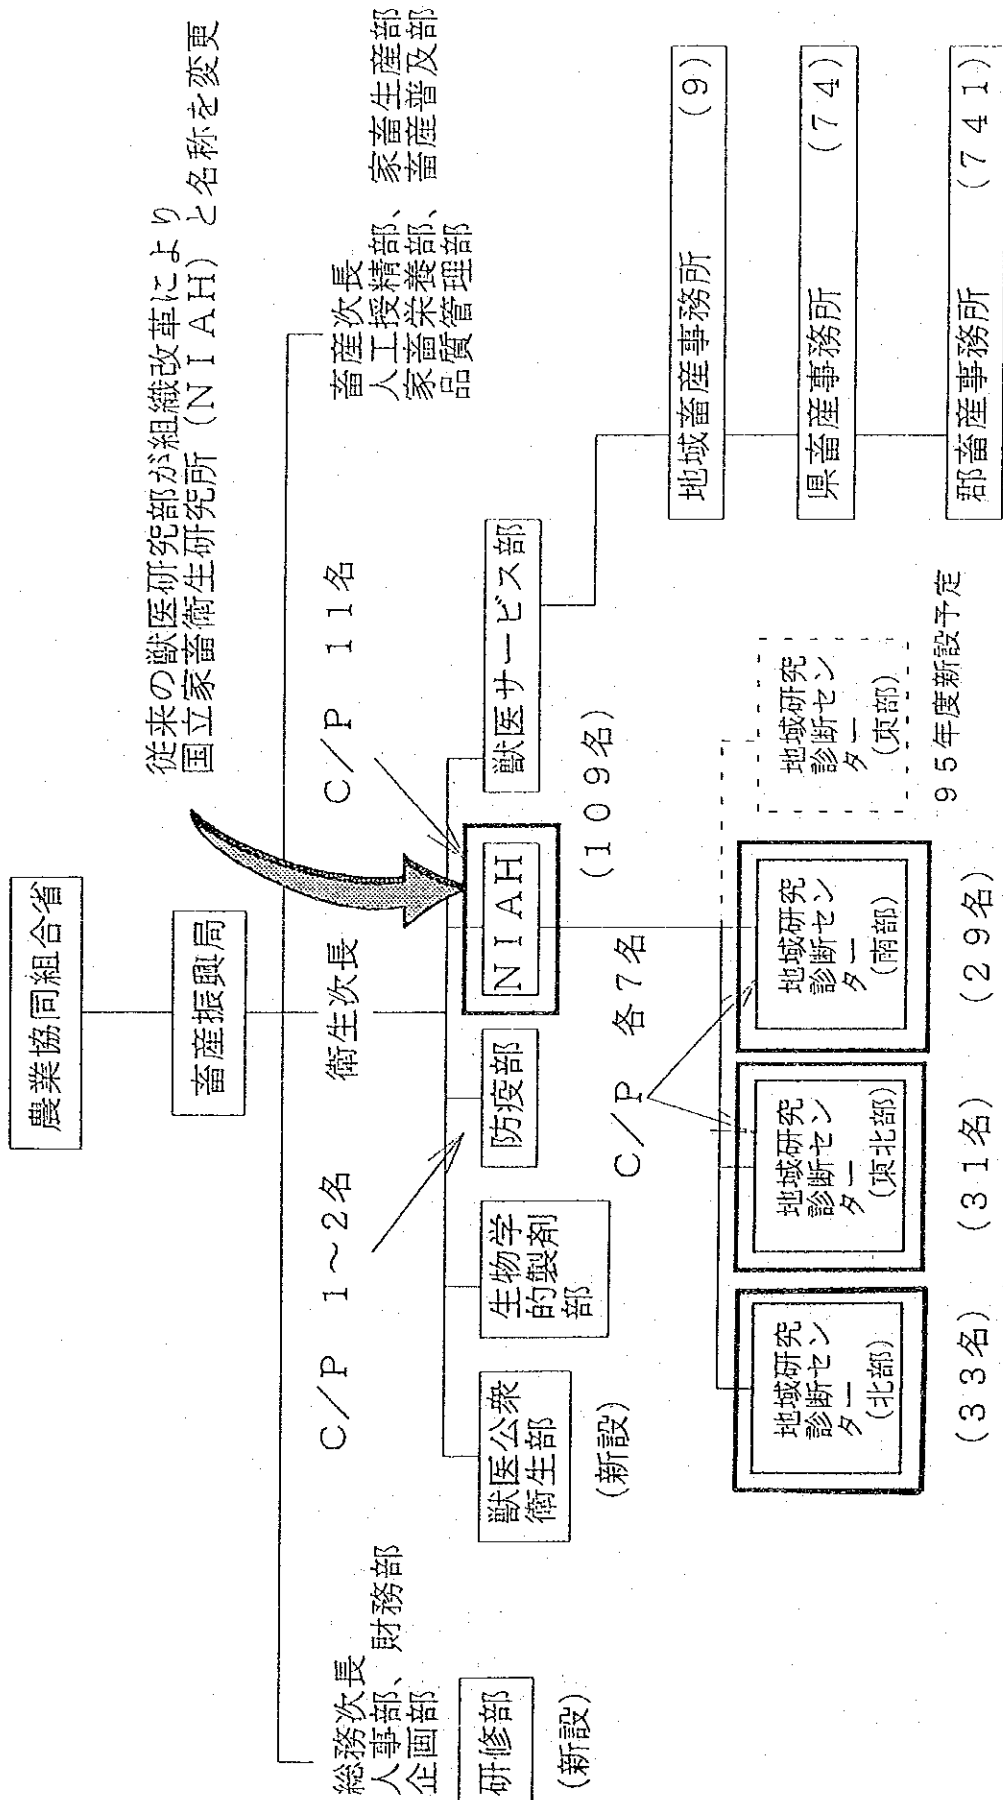 農業協同組合省
畜産振興局
従来の獣医研究部が組織改革により
国立家畜衛生研究所(NIAH)と名称を変更
総務次長
人事部、財務部
企画部
研修部
(新設)
衛生次長
畜産次長
人工授精部、家畜生産部
家畜栄養部、畜産普及部
品質管理部
C/P 1~2名
C/P 11名
獣医公衆
衛生部
(新設)
生物学
的製剤
部
防疫部
NIAH
(109名)
獣医サービス部
C/P 各7名
地域研究
診断セン
ター
(北部)
(33名)
地域研究
診断セン
ター
(東北部)
(31名)
地域研究
診断セン
ター
(南部)
(29名)
地域研究
診断セン
ター
(東部)
95年度新設予定
地域畜産事務所 (9)
県畜産事務所 (74)
郡畜産事務所 (741)